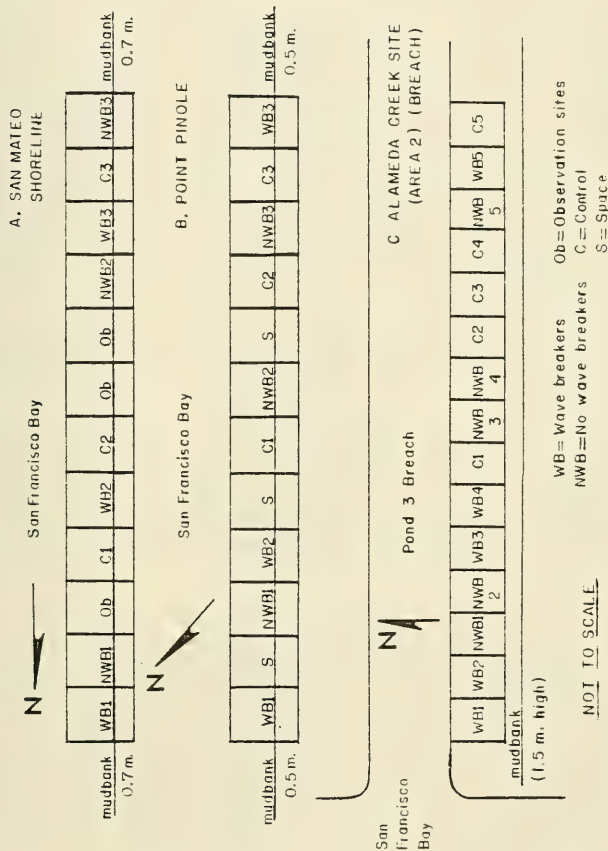 A. SAN MATEO
SHORELINE
San Francisco Bay
N
mudbank
0.7 m.
WB1 NWB1 Ob C1 WB2 C2 Ob Ob NWB2 WB3 C3 NWB3
mudbank
0.7 m.
B. POINT PINOLE
San Francisco Bay
N
mudbank
0.5 m.
WB1 S NWB1 WB2 S C1 NWB2 S C2 NWB3 C3 WB3
mudbank
0.5 m.
C ALAMEDA CREEK SITE
(AREA 2) (BREACH)
San
Francisco
Bay
N
Pond 3 Breach
WB1 WB2 NWB1 NWB 2 WB3 WB4 C1 NWB 3 NWB 4 C2 C3 C4 NWB 5 WB5 C5
mudbank
(1.5 m. high)
NOT TO SCALE
WB= Wave breakers
NWB=No wave breakers
Ob=Observation sites
C=Control
S=Space